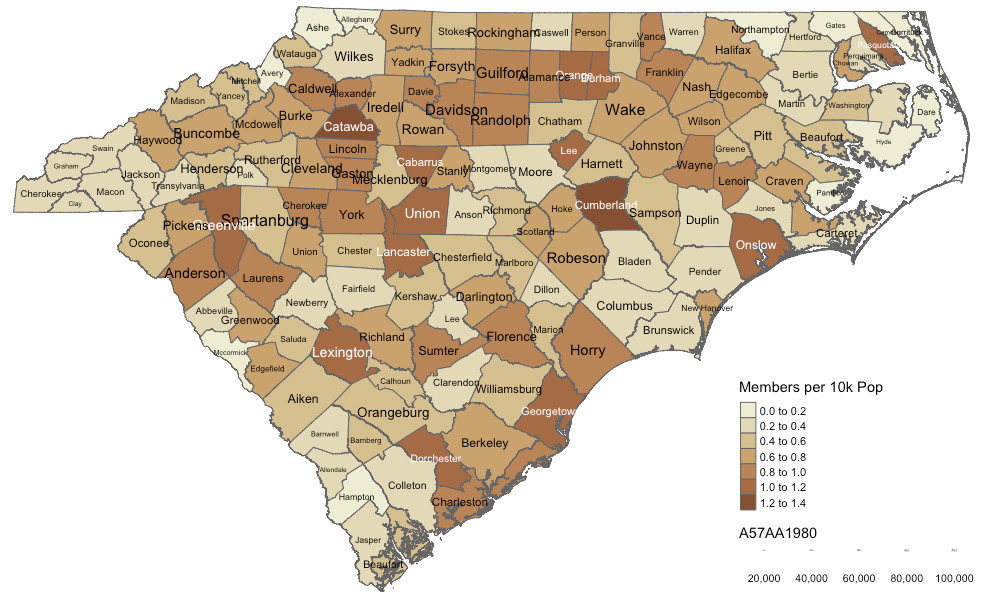 Ashe
Alleghany
Surry
Stokes
Rockingham
Caswell
Person
Granville
Vance
Warren
Northampton
Gates
Camden
Currituck
Pasquotank
Perquimans
Chowan
Hertford
Halifax
Bertie
Watauga
Wilkes
Yadkin
Forsyth
Guilford
Alamance
Orange
Durham
Franklin
Nash
Edgecombe
Martin
Washington
Dare
Avery
Mitchell
Yancey
Madison
Caldwell
Alexander
Iredell
Davie
Davidson
Randolph
Chatham
Wake
Wilson
Pitt
Beaufort
Hyde
Haywood
Buncombe
Mcdowell
Burke
Catawba
Rowan
Lee
Harnett
Johnston
Greene
Wayne
Lenoir
Craven
Swain
Graham
Cherokee
Clay
Macon
Jackson
Transylvania
Henderson
Polk
Rutherford
Cleveland
Lincoln
Gaston
Mecklenburg
Cabarrus
Stanly
Montgomery
Moore
Cumberland
Sampson
Duplin
Jones
Carteret
Onslow
Pickens
Greenville
Spartanburg
Cherokee
York
Union
Anson
Richmond
Hoke
Scotland
Robeson
Bladen
Pender
Oconee
Anderson
Laurens
Union
Chester
Lancaster
Chesterfield
Marlboro
Dillon
Columbus
New Hanover
Brunswick
Abbeville
Greenwood
Newberry
Fairfield
Kershaw
Lee
Darlington
Marion
Florence
Horry
Mccormick
Edgefield
Saluda
Lexington
Richland
Sumter
Calhoun
Clarendon
Williamsburg
Georgetown
Aiken
Orangeburg
Barnwell
Bamberg
Berkeley
Dorchester
Allendale
Hampton
Colleton
Charleston
Jasper
Beaufort
Members per 10k Pop
0.0 to 0.2
0.2 to 0.4
0.4 to 0.6
0.6 to 0.8
0.8 to 1.0
1.0 to 1.2
1.2 to 1.4
A57AA1980
20,000 40,000 60,000 80,000 100,000